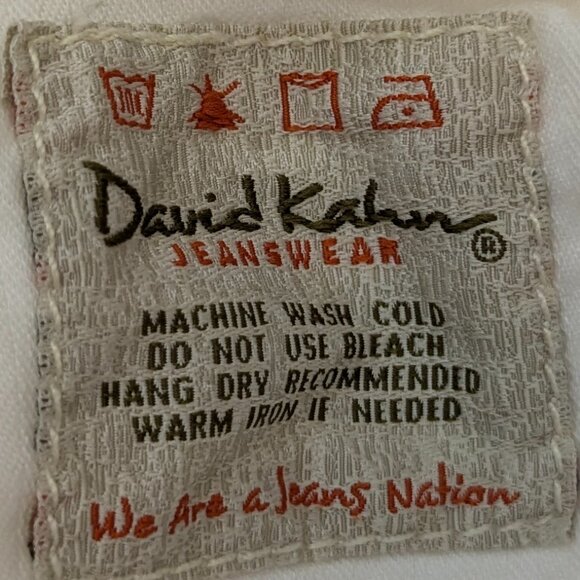 David Kahn®
JEANSWEAR
MACHINE WASH COLD
DO NOT USE BLEACH
HANG DRY RECOMMENDED
WARM IRON IF NEEDED
We Are a Jeans Nation